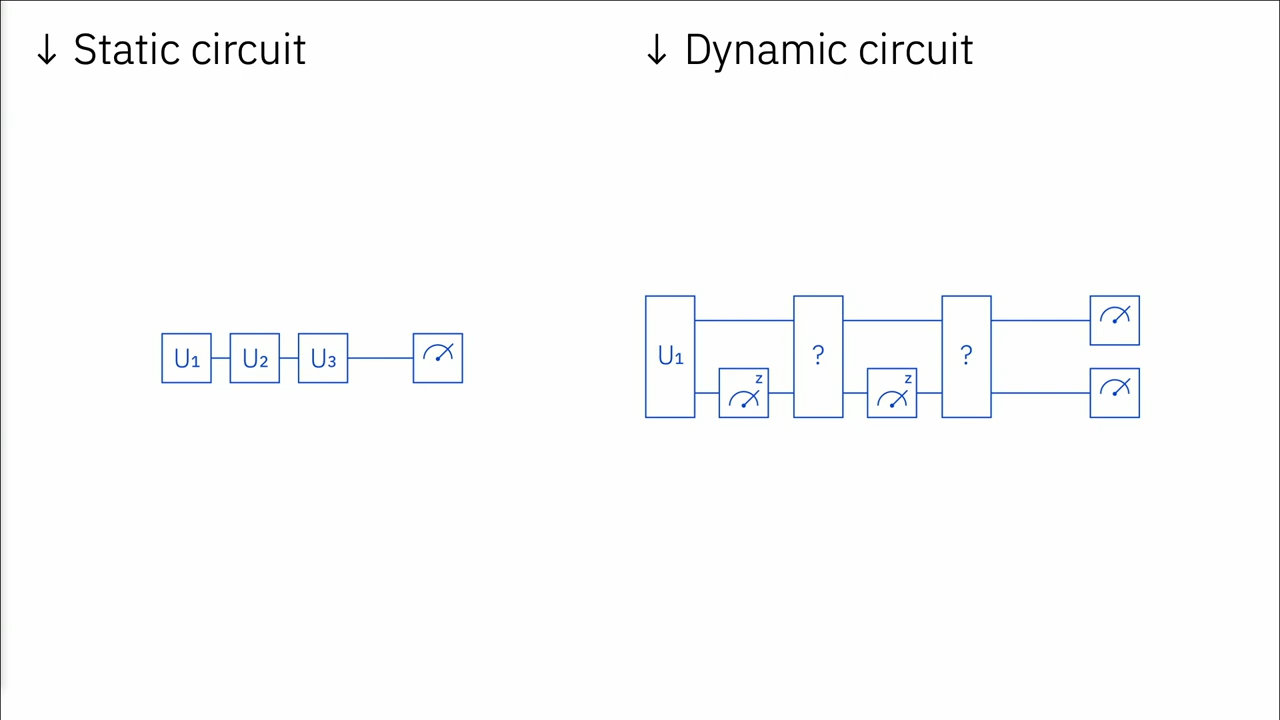 ↓ Static circuit
↓ Dynamic circuit
U1 U2 U3
U1 z ? z ?